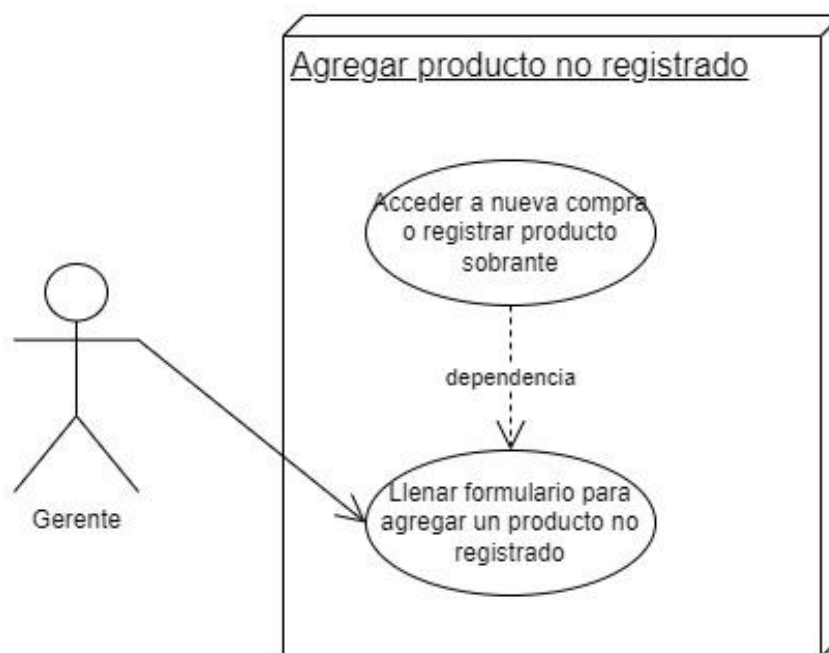 Agregar producto no registrado
Acceder a nueva compra
o registrar producto
sobrante
dependencia
Llenar formulario para
agregar un producto no
registrado
Gerente